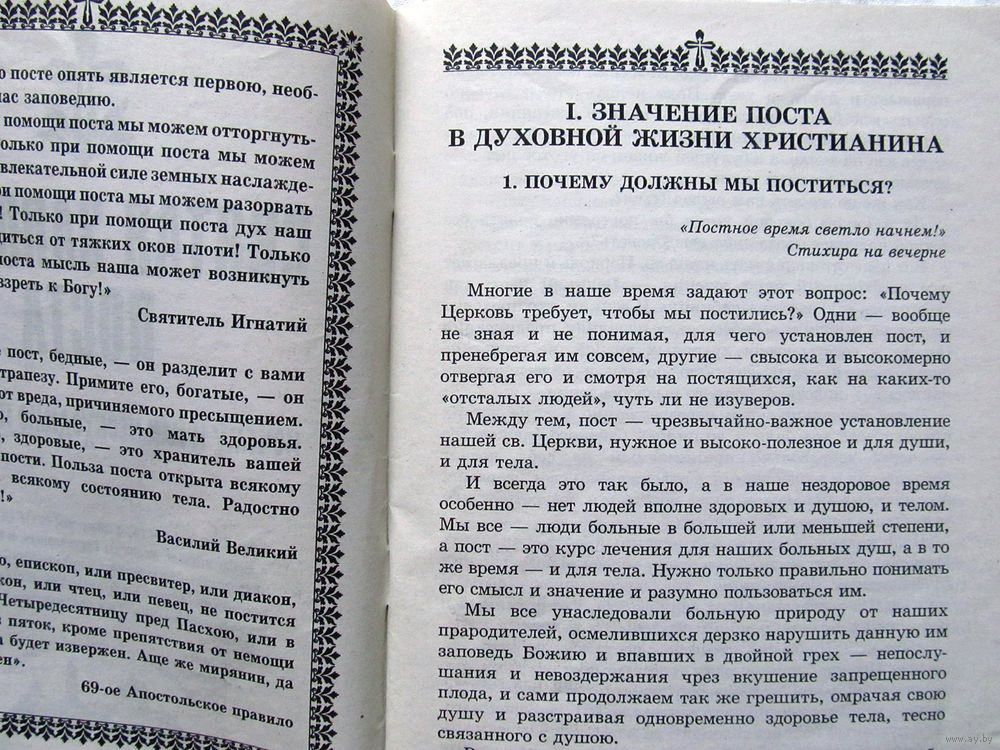 о посте опять является первою, необ-
нас заповедию.
помощи поста мы можем отторгнуть-
олько при помощи поста мы можем
влекательной силе земных наслажде-
ри помощи поста мы можем разорвать
! Только при помощи поста дух наш
диться от тяжких оков плоти! Только
поста мысль наша может возникнуть
взреть к Богу!»
Святитель Игнатий
пост, бедные, — он разделит с вами
трапезу. Примите его, богатые, — он
от вреда, причиняемого пресыщением.
о, больные, — это мать здоровья.
, здоровые, — это хранитель вашей
пости. Польза поста открыта всякому
всякому состоянию тела. Радостно
!»
Василий Великий
о, епископ, или пресвитер, или диакон,
кон, или чтец, или певец, не постится
Четыредесятницу пред Пасхою, или в
пяток, кроме препятствия от немощи
а будет извержен. Аще же мирянин, да
ен».
69-ое Апостольское правило
I. ЗНАЧЕНИЕ ПОСТА
В ДУХОВНОЙ ЖИЗНИ ХРИСТИАНИНА
1. ПОЧЕМУ ДОЛЖНЫ МЫ ПОСТИТЬСЯ?
«Постное время светло начнем!»
Стихира на вечерне
Многие в наше время задают этот вопрос: «Почему
Церковь требует, чтобы мы постились?» Одни — вообще
не зная и не понимая, для чего установлен пост, и
пренебрегая им совсем, другие — свысока и высокомерно
отвергая его и смотря на постящихся, как на каких-то
«отсталых людей», чуть ли не изуверов.
Между тем, пост — чрезвычайно-важное установление
нашей св. Церкви, нужное и высоко-полезное и для души,
и для тела.
И всегда это так было, а в наше нездоровое время
особенно — нет людей вполне здоровых и душою, и телом.
Мы все — люди больные в большей или меньшей степени,
а пост — это курс лечения для наших больных душ, а в то
же время — и для тела. Нужно только правильно понимать
его смысл и значение и разумно пользоваться им.
Мы все унаследовали больную природу от наших
прародителей, осмелившихся дерзко нарушить данную им
заповедь Божию и впавших в двойной грех — непослу-
шания и невоздержания чрез вкушение запрещенного
плода, и сами продолжаем так же грешить, омрачая свою
душу и расстраивая одновременно здоровье тела, тесно
связанного с душою.
www.ay.by